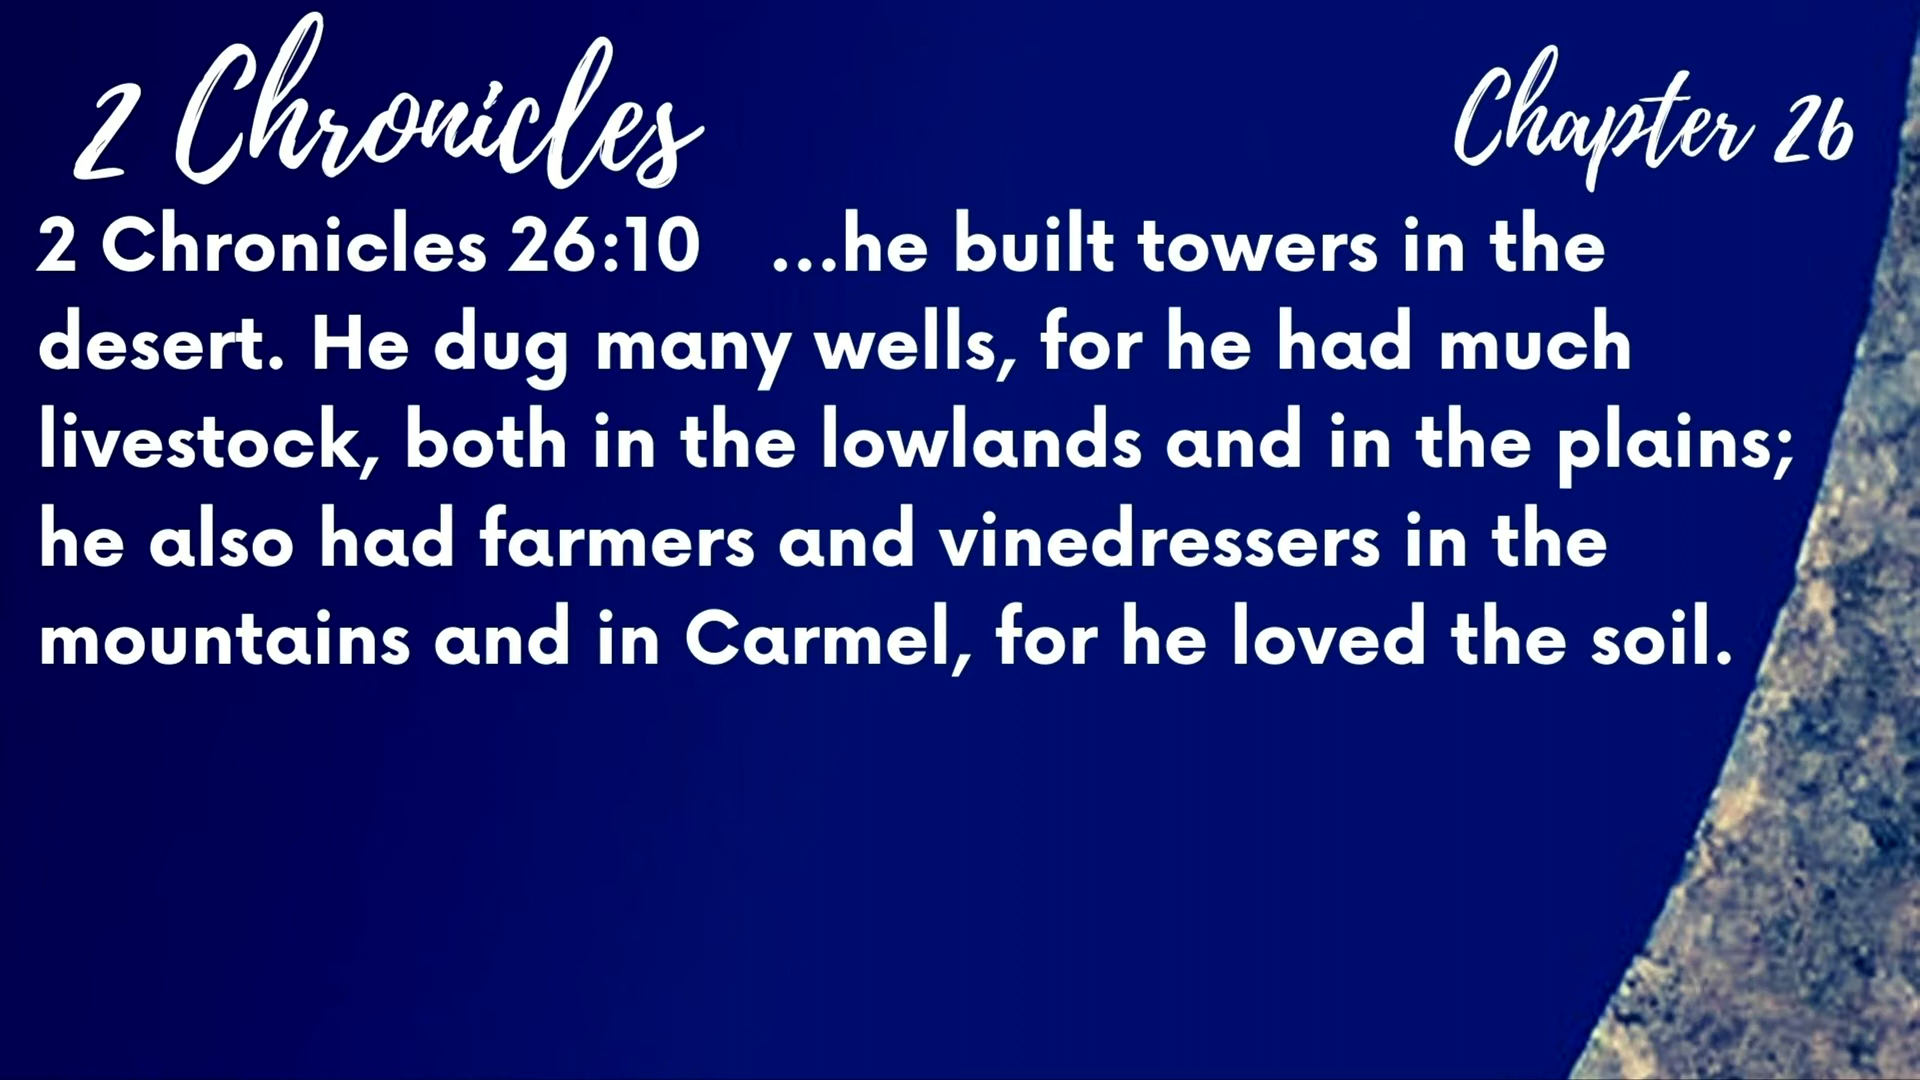 2 Chronicles
Chapter 26
2 Chronicles 26:10 ...he built towers in the
desert. He dug many wells, for he had much
livestock, both in the lowlands and in the plains;
he also had farmers and vinedressers in the
mountains and in Carmel, for he loved the soil.